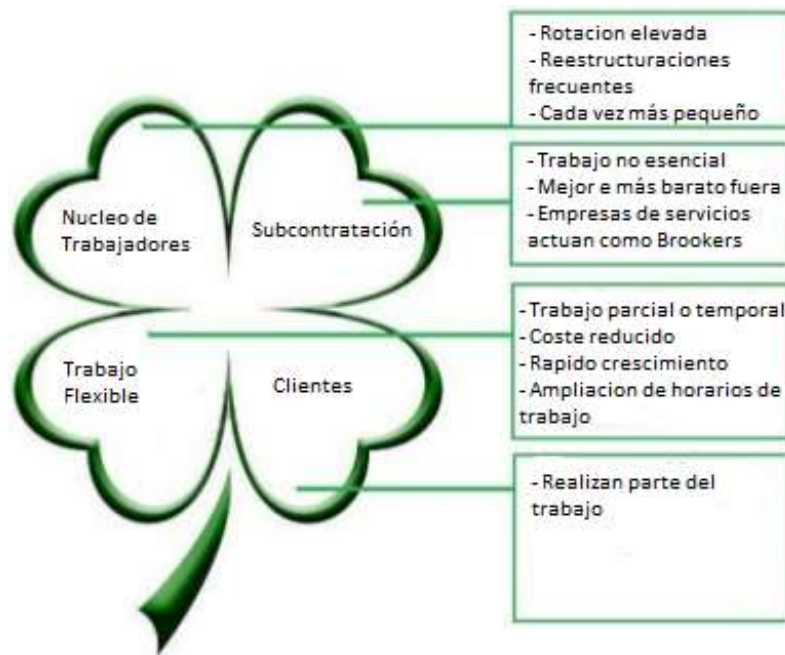 - Rotacion elevada
- Reestructuraciones
frecuentes
- Cada vez más pequeño
- Trabajo no esencial
- Mejor e más barato fuera
- Empresas de servicios
actuan como Brookers
Nucleo de
Trabajadores
Subcontratación
- Trabajo parcial o temporal
- Coste reducido
- Rapido crescimiento
- Ampliacion de horarios de
trabajo
Trabajo
Flexible
Clientes
- Realizan parte del
trabajo